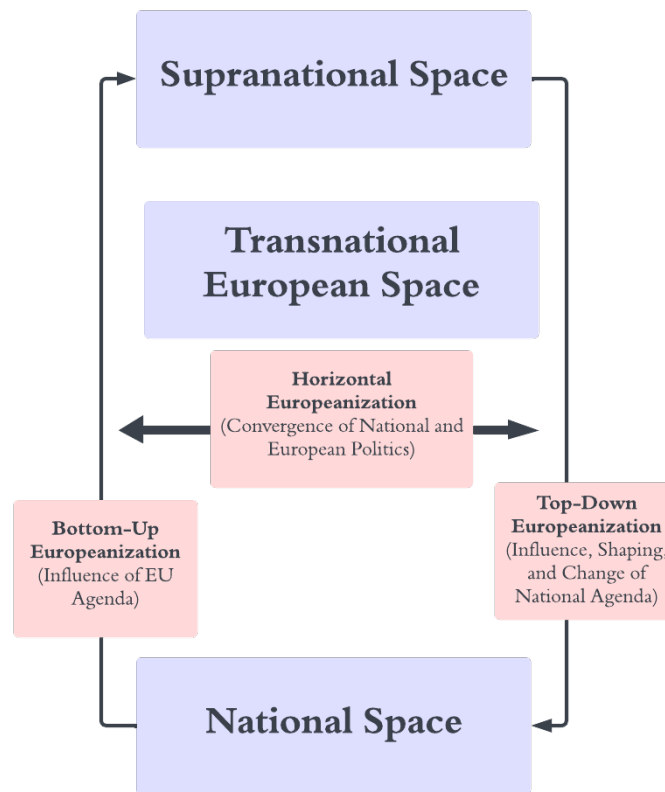 Supranational Space
Transnational
European Space
Horizontal
Europeanization
(Convergence of National and
European Politics)
Bottom-Up
Europeanization
(Influence of EU
Agenda)
Top-Down
Europeanization
(Influence, Shaping,
and Change of
National Agenda)
National Space